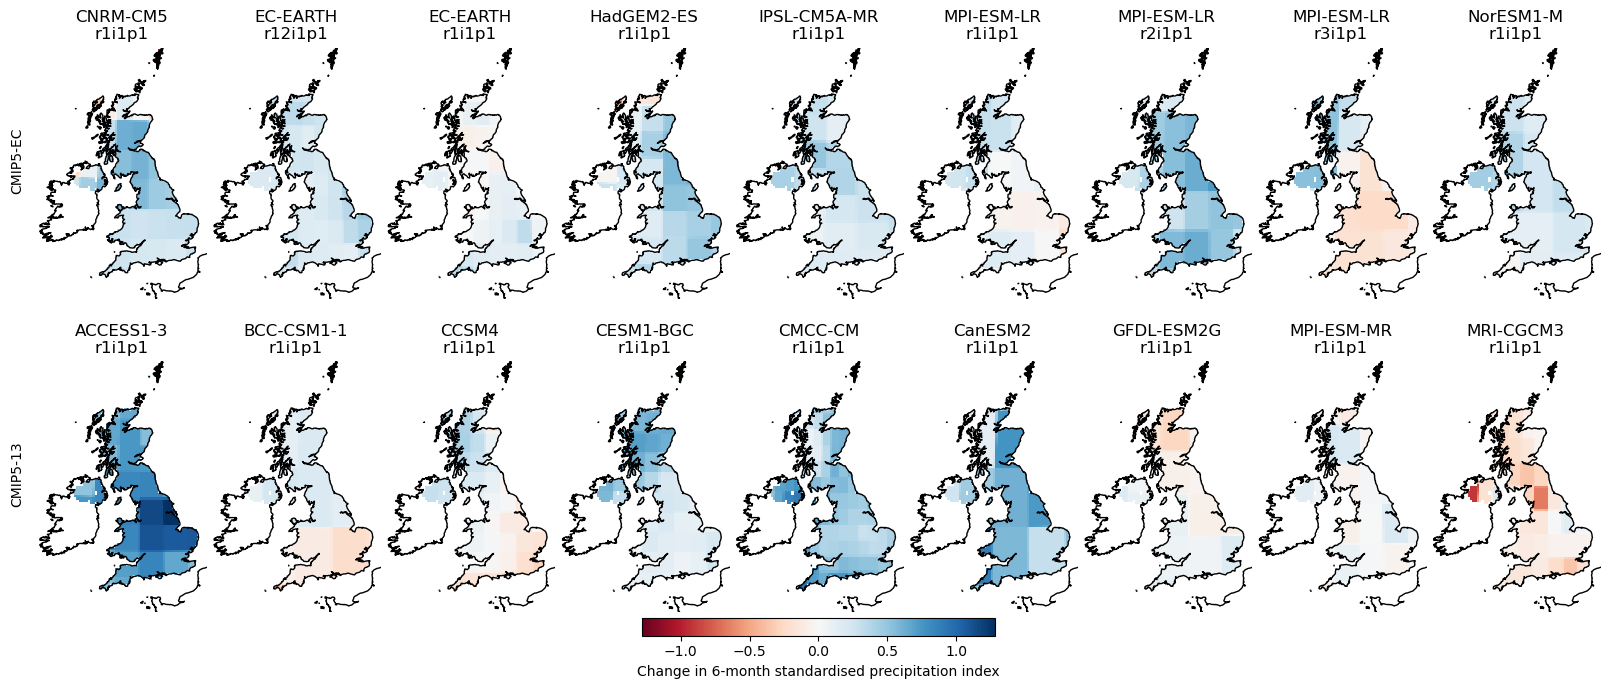 CNRM-CM5
r1i1p1
EC-EARTH
r12i1p1
EC-EARTH
r1i1p1
HadGEM2-ES
r1i1p1
IPSL-CM5A-MR
r1i1p1
MPI-ESM-LR
r1i1p1
MPI-ESM-LR
r2i1p1
MPI-ESM-LR
r3i1p1
NorESM1-M
r1i1p1
CMIP5-EC
ACCESS1-3
r1i1p1
BCC-CSM1-1
r1i1p1
CCSM4
r1i1p1
CESM1-BGC
r1i1p1
CMCC-CM
r1i1p1
CanESM2
r1i1p1
GFDL-ESM2G
r1i1p1
MPI-ESM-MR
r1i1p1
MRI-CGCM3
r1i1p1
CMIP5-13
−1.0 −0.5 0.0 0.5 1.0
Change in 6-month standardised precipitation index